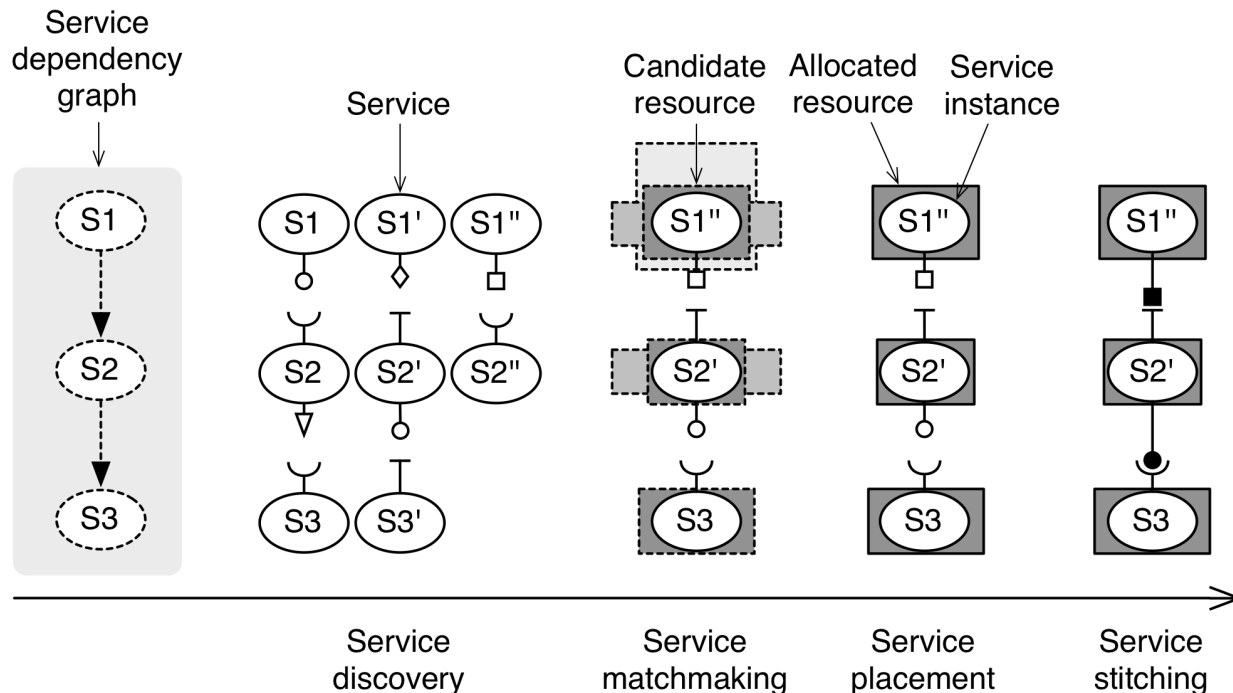 Service
dependency
graph
Service
Candidate
resource
Allocated
resource
Service
instance
S1
S1
S1'
S1"
S1"
S1"
S1"
S2
S2
S2'
S2"
S2'
S2'
S2'
S3
S3
S3'
S3
S3
S3
Service
discovery
Service
matchmaking
Service
placement
Service
stitching